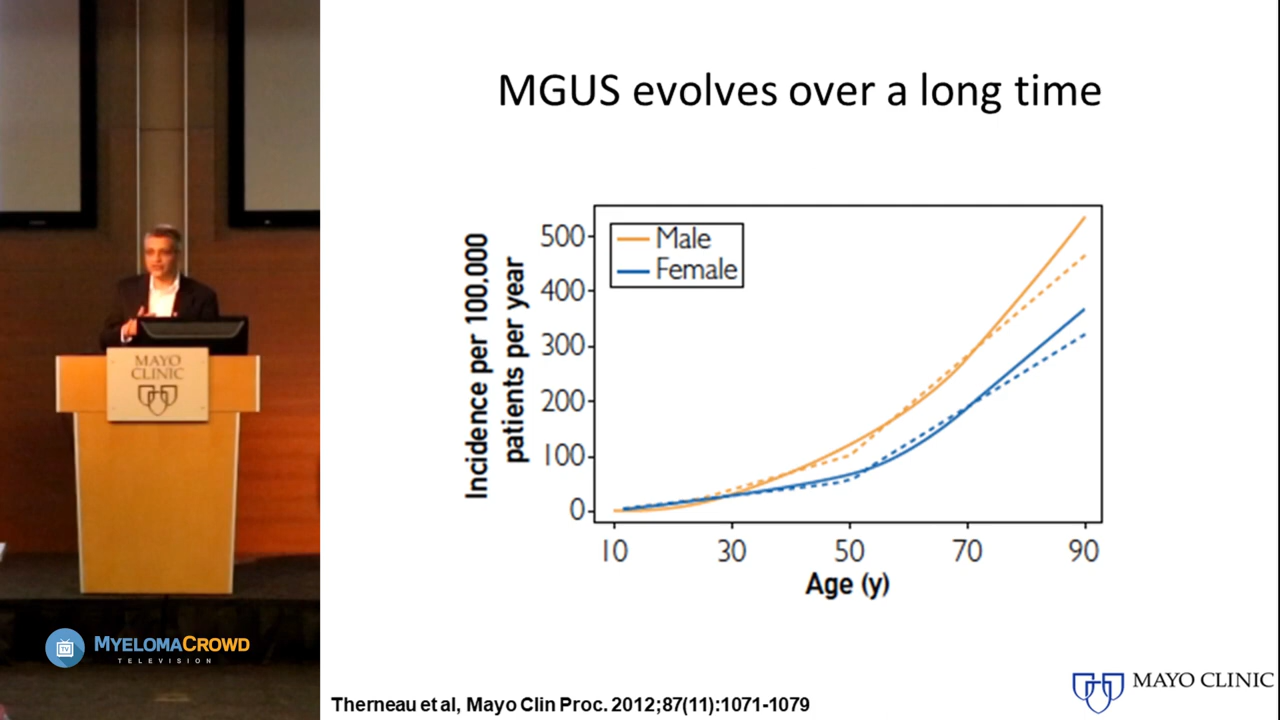 MGUS evolves over a long time
Incidence per 100,000
patients per year
500
400
300
200
100
0
Male
Female
10 30 50 70 90
Age (y)
MAYO
CLINIC
TV
MYELOMACROWD
TELEVISION
Therneau et al, Mayo Clin Proc. 2012;87(11):1071-1079
MAYO CLINIC